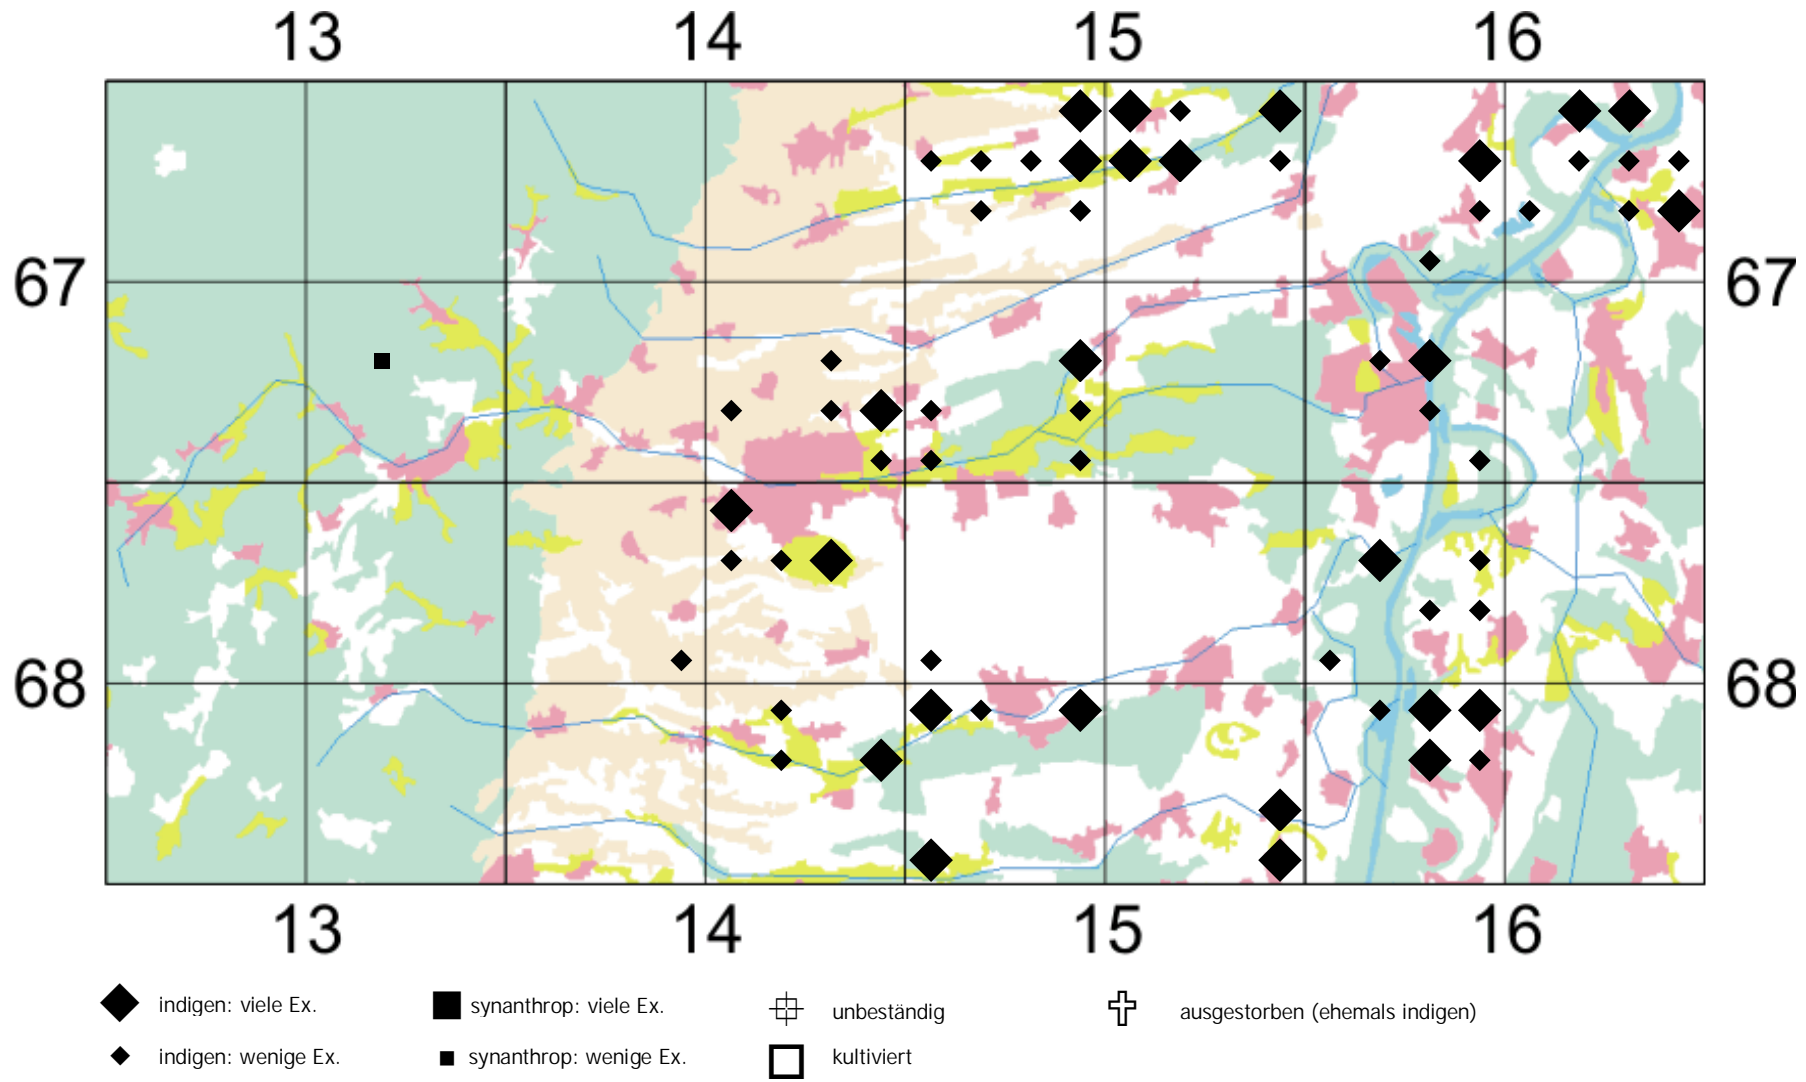 13 14 15 16
67 67
68 68
13 14 15 16
indigen: viele Ex. synanthrop: viele Ex. unbeständig ausgestorben (ehemals indigen)
indigen: wenige Ex. synanthrop: wenige Ex. kultiviert